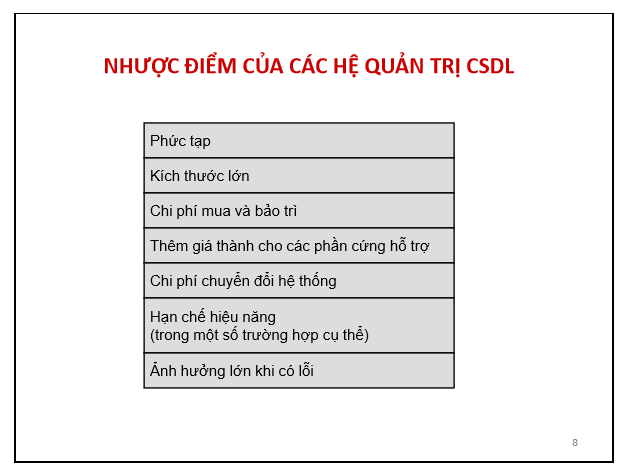 NHƯỢC ĐIỂM CỦA CÁC HỆ QUẢN TRỊ CSDL
Phức tạp
Kích thước lớn
Chi phí mua và bảo trì
Thêm giá thành cho các phần cứng hỗ trợ
Chi phí chuyển đổi hệ thống
Hạn chế hiệu năng
(trong một số trường hợp cụ thể)
Ảnh hưởng lớn khi có lỗi
8